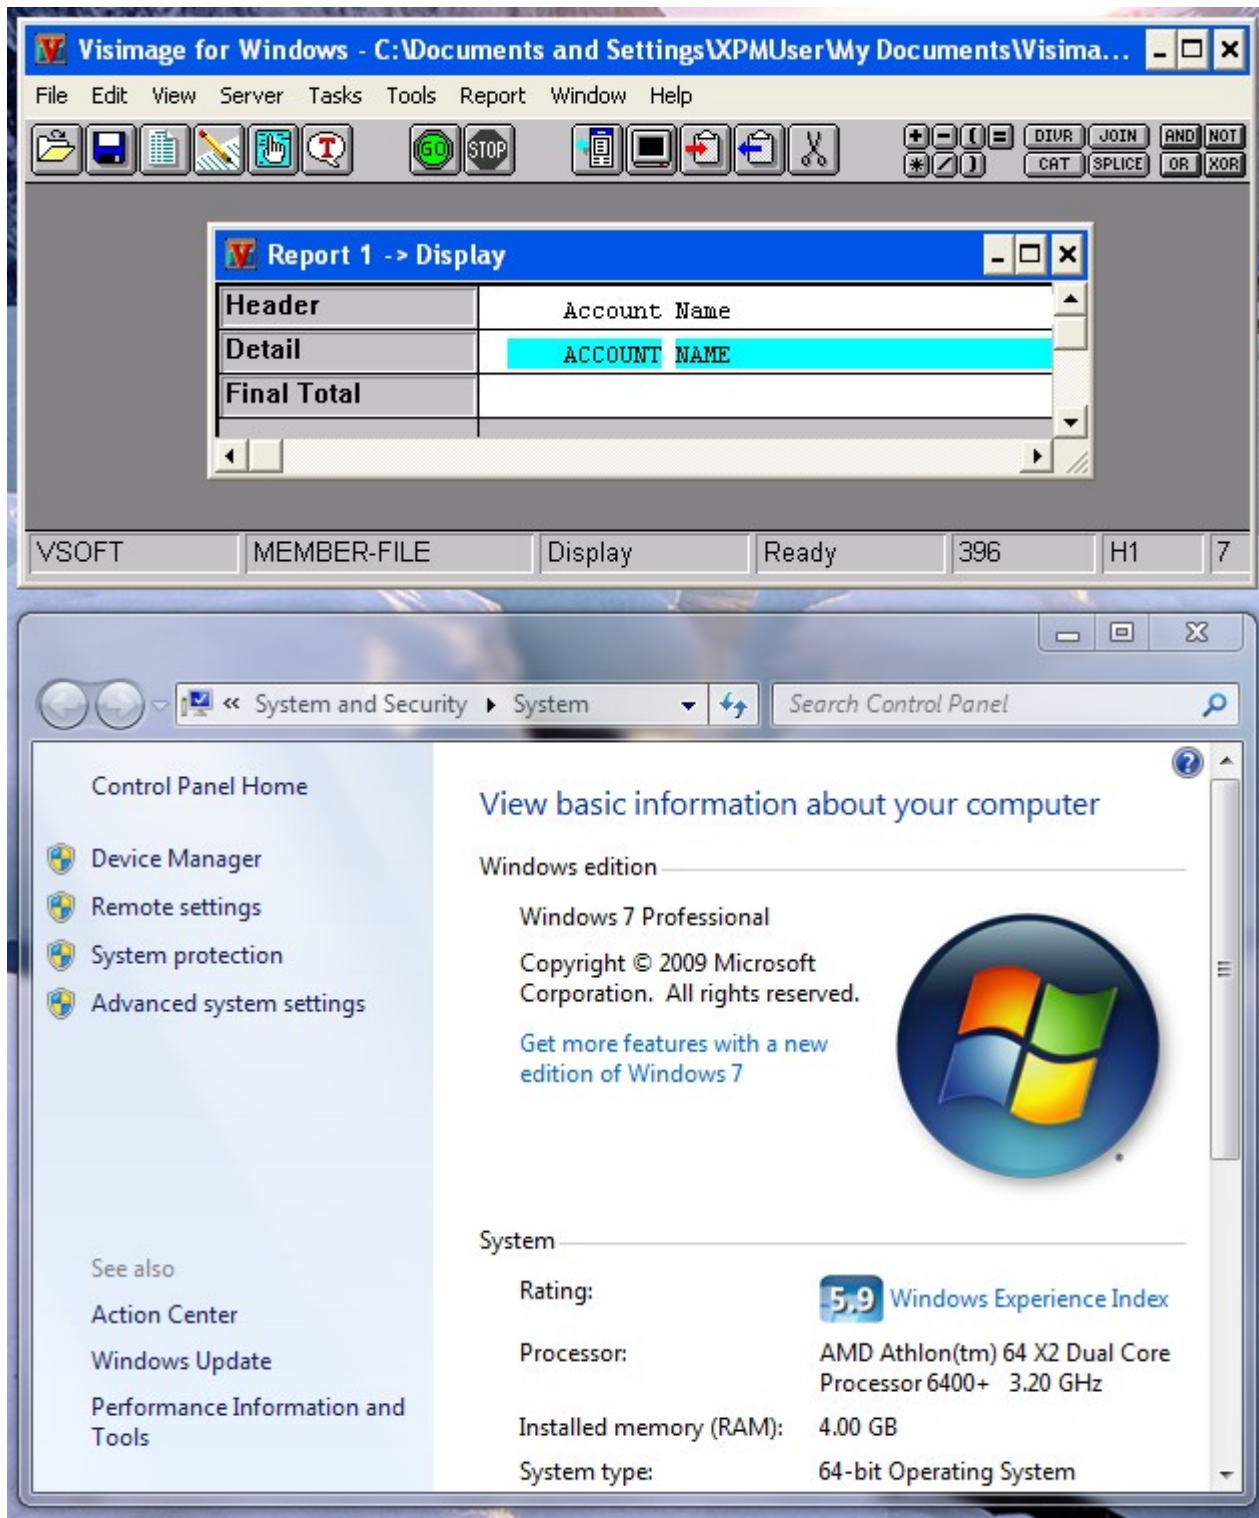 Visimage for Windows - C:\Documents and Settings\XPMUser\My Documents\Visima...
File Edit View Server Tasks Tools Report Window Help
T GO STOP + - ( = DIVR JOIN AND NOT
* / ) CAT SPLICE OR XOR
Report 1 -> Display
Header Account Name
Detail ACCOUNT NAME
Final Total
VSOFT MEMBER-FILE Display Ready 396 H1 7
« System and Security System Search Control Panel
Control Panel Home
Device Manager
Remote settings
System protection
Advanced system settings
See also
Action Center
Windows Update
Performance Information and
Tools
View basic information about your computer
Windows edition
Windows 7 Professional
Copyright © 2009 Microsoft
Corporation. All rights reserved.
Get more features with a new
edition of Windows 7
System
Rating: 5.9 Windows Experience Index
Processor: AMD Athlon(tm) 64 X2 Dual Core
Processor 6400+ 3.20 GHz
Installed memory (RAM): 4.00 GB
System type: 64-bit Operating System